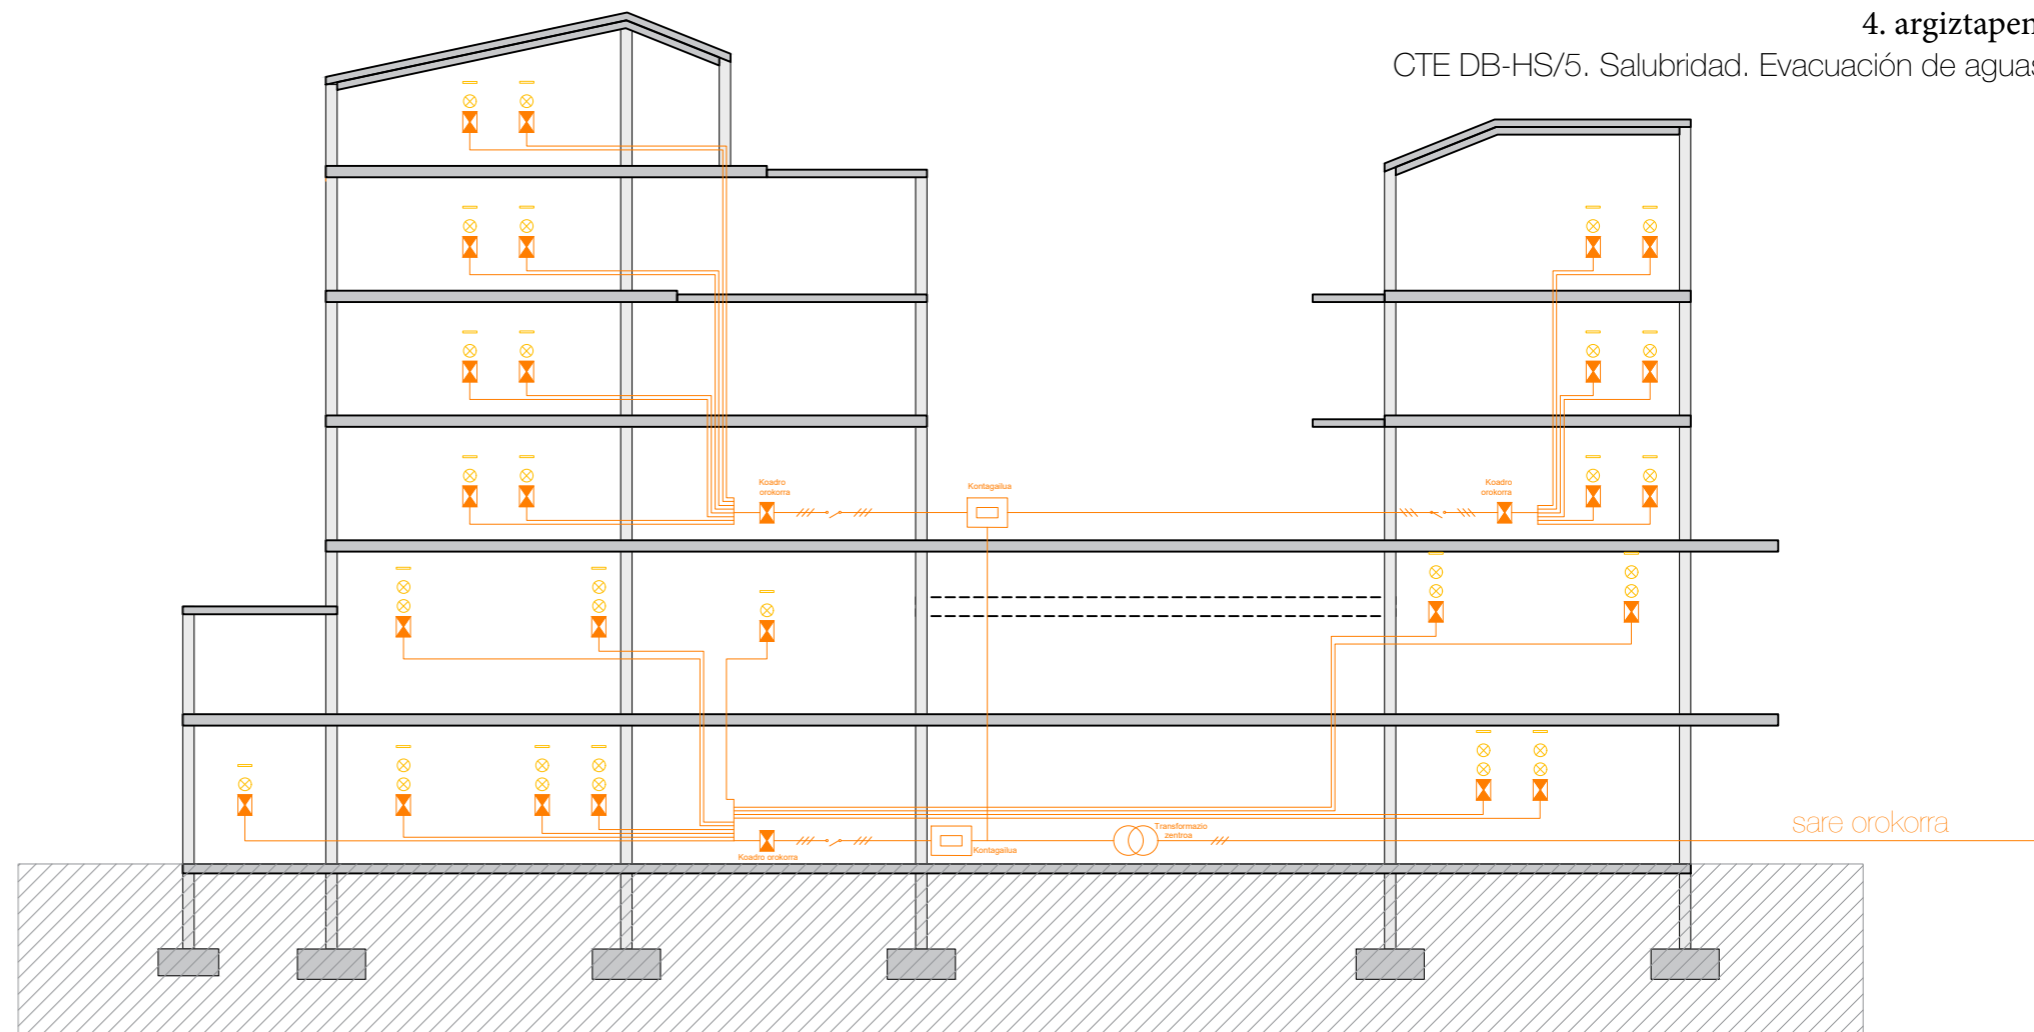 4. argiztapen
CTE DB-HS/5. Salubridad. Evacuación de aguas
Koadro
orokorra
Kontagailua
Koadro
orokorra
Transformazio
zentroa
sare orokorra
Koadro orokorra
Kontagailua